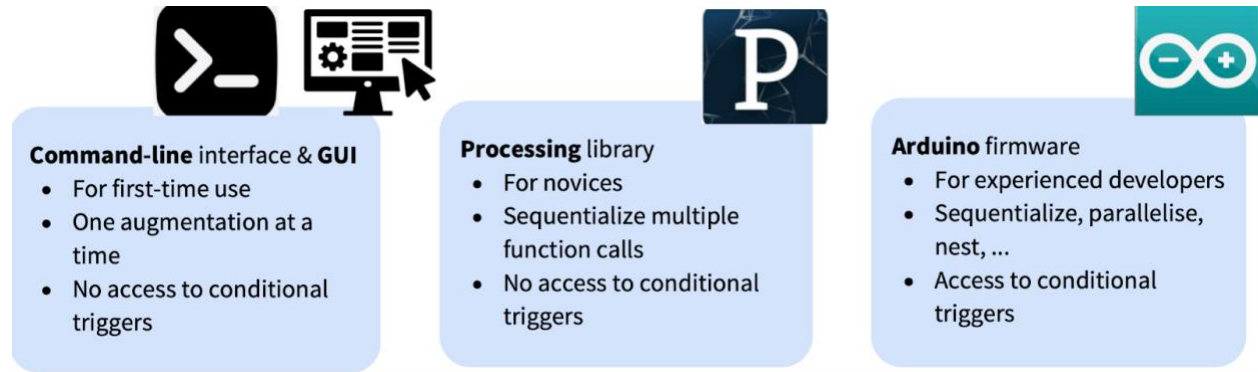 >_
P
Command-line interface & GUI
• For first-time use
• One augmentation at a
time
• No access to conditional
triggers
Processing library
• For novices
• Sequentialize multiple
function calls
• No access to conditional
triggers
Arduino firmware
• For experienced developers
• Sequentialize, parallelise,
nest, ...
• Access to conditional
triggers